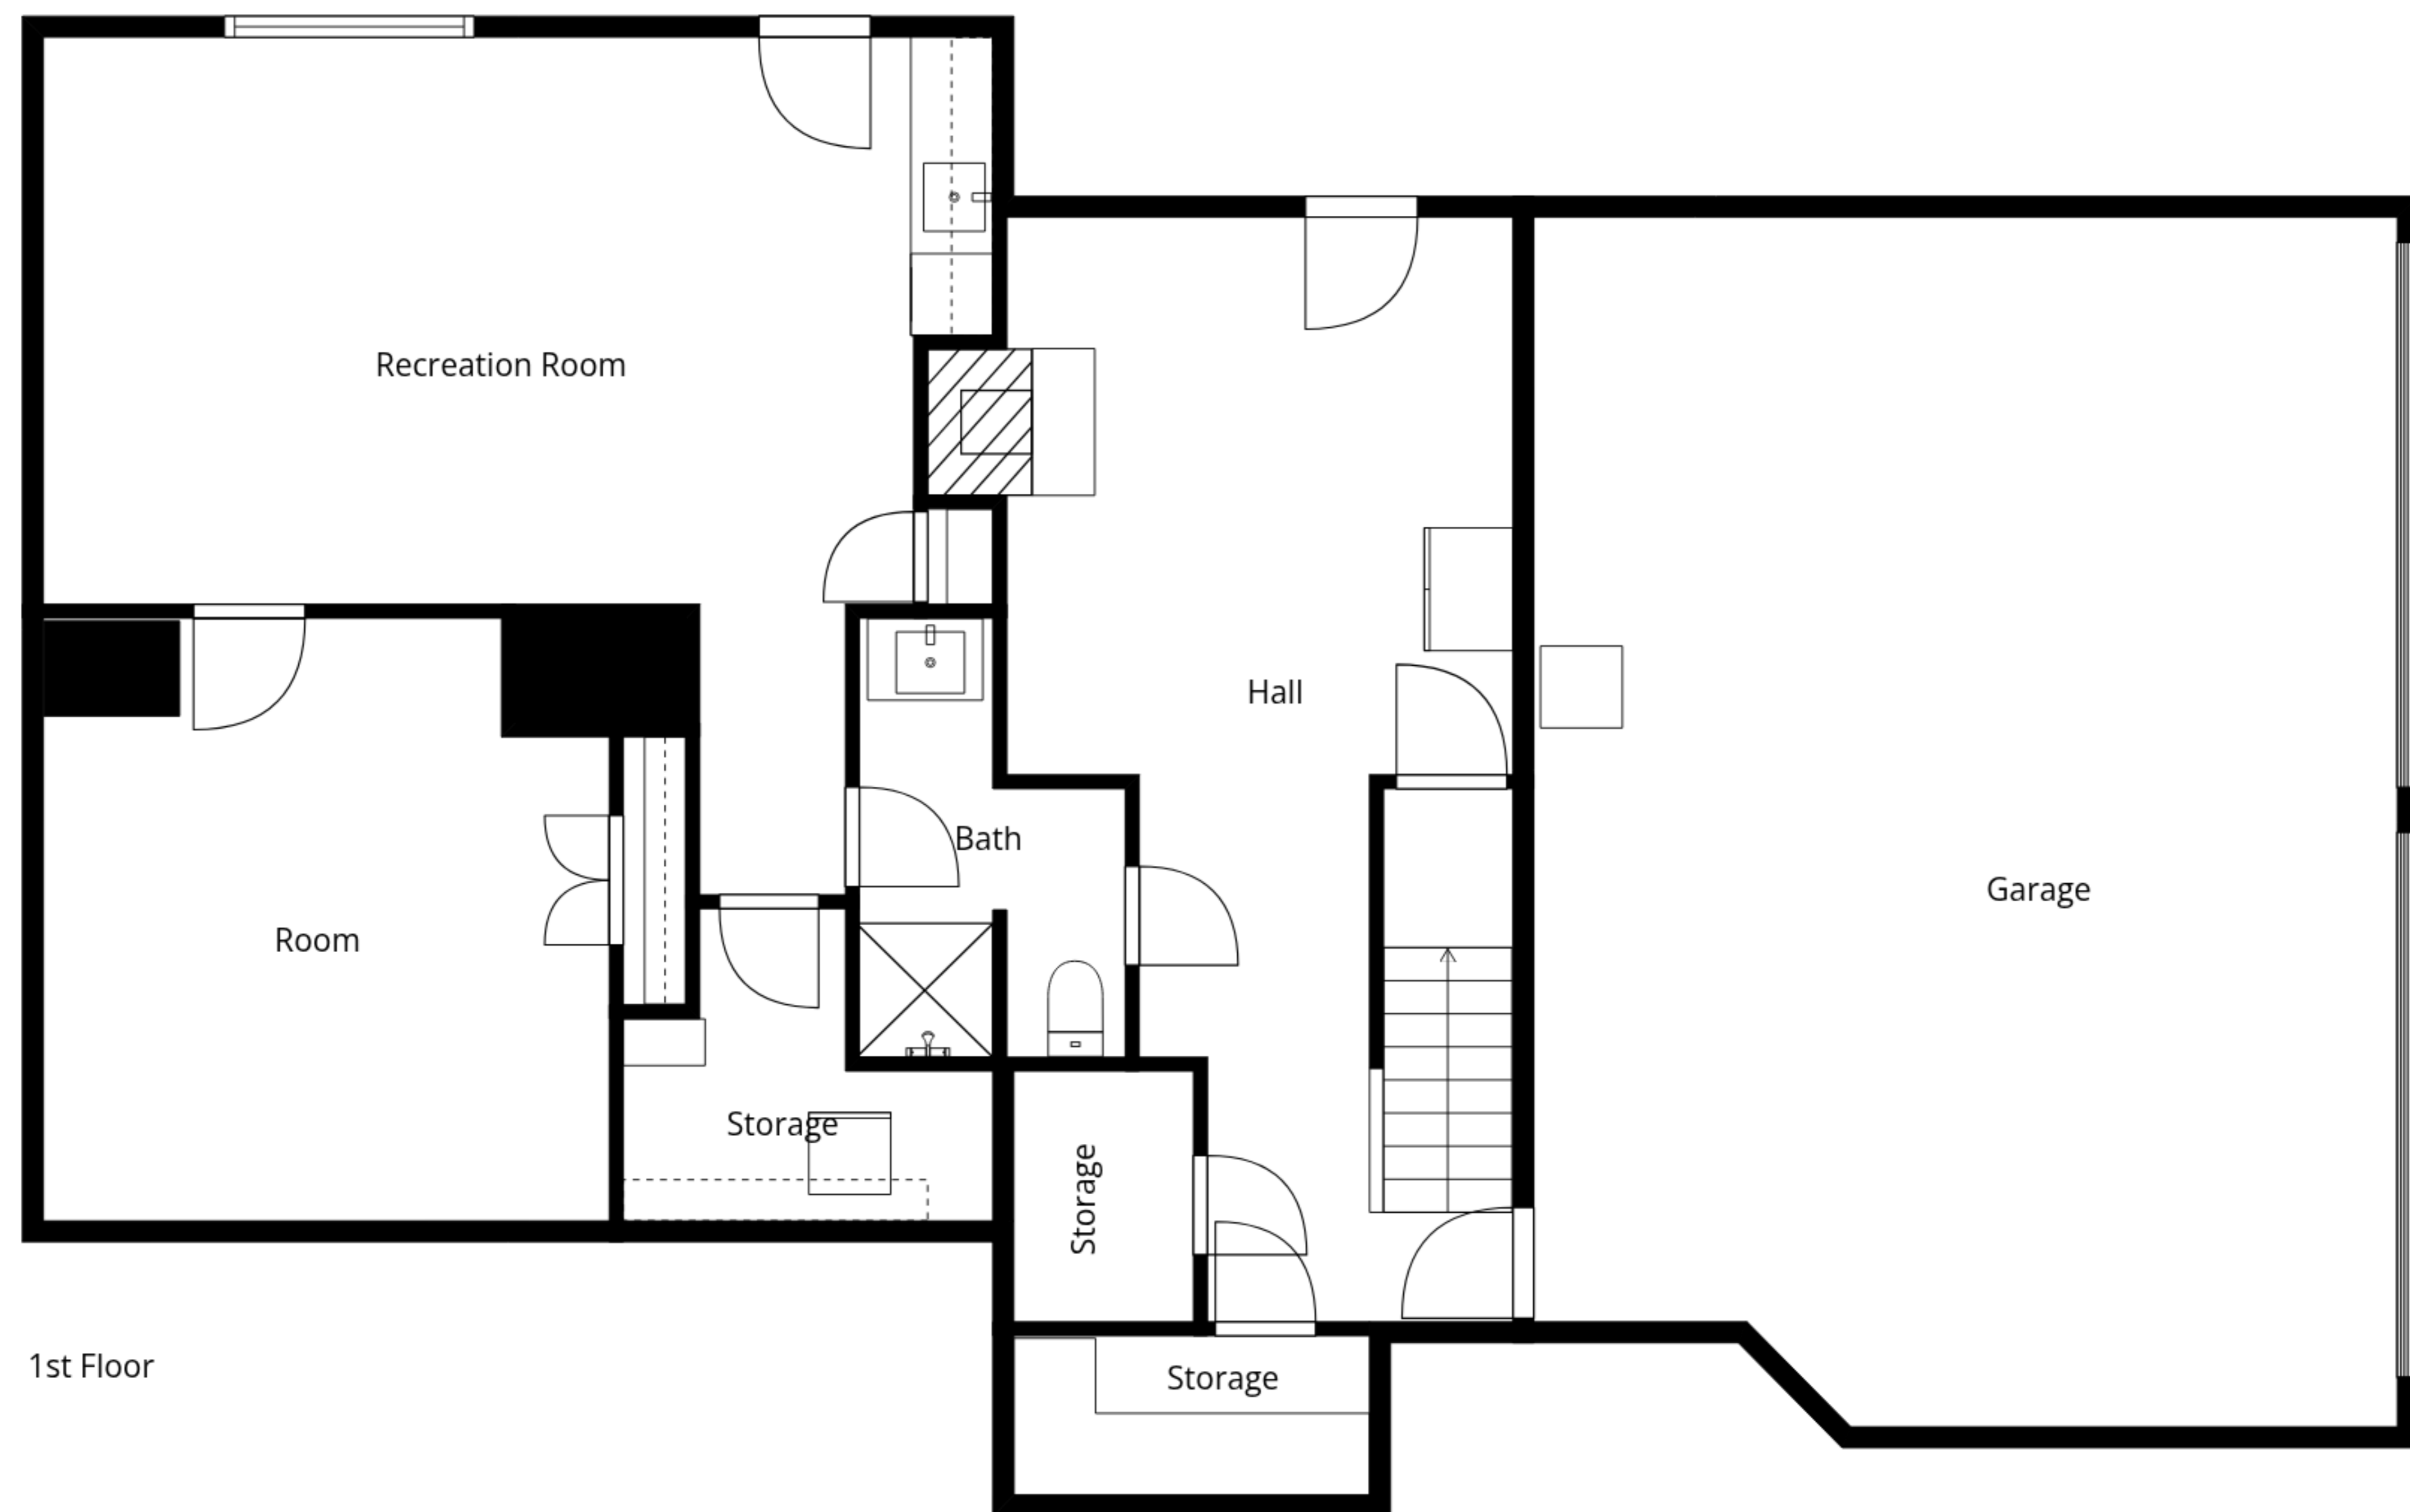 Recreation Room
Hall
Bath
Garage
Room
Storage
Storage
1st Floor
Storage